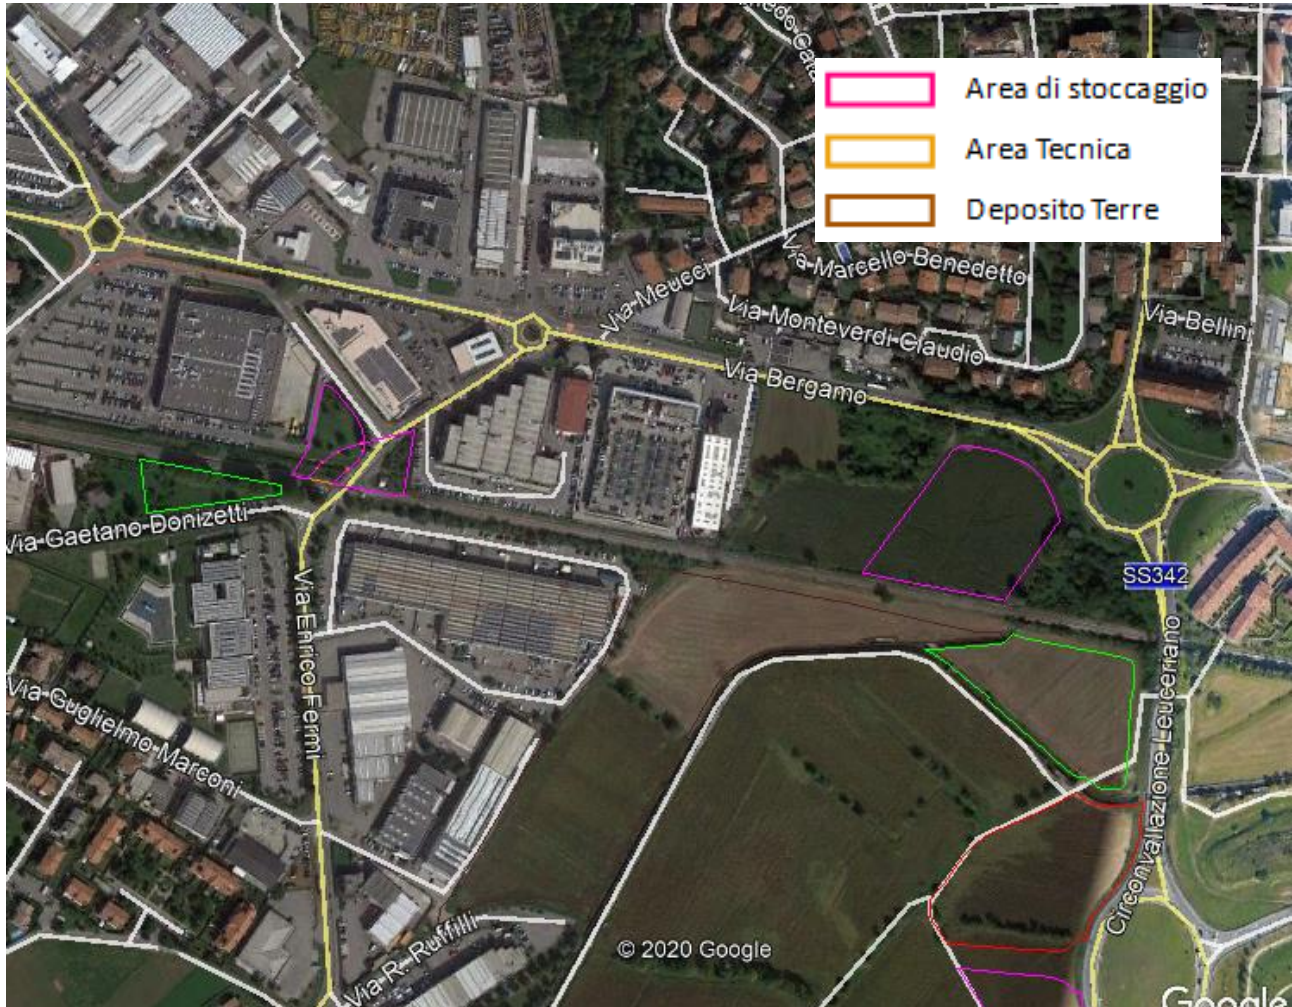 Area di stoccaggio
Area Tecnica
Deposito Terre
Via Marcello Benedetto
Via Meucci
Via Monteverdi Claudio
Via Bellini
Via Bergamo
Via Gaetano Donizetti
SS342
Via Enrico Fermi
Circonvallazione Leuceriano
Via Guglielmo Marconi
Via R. Ruffilli
© 2020 Google
Google